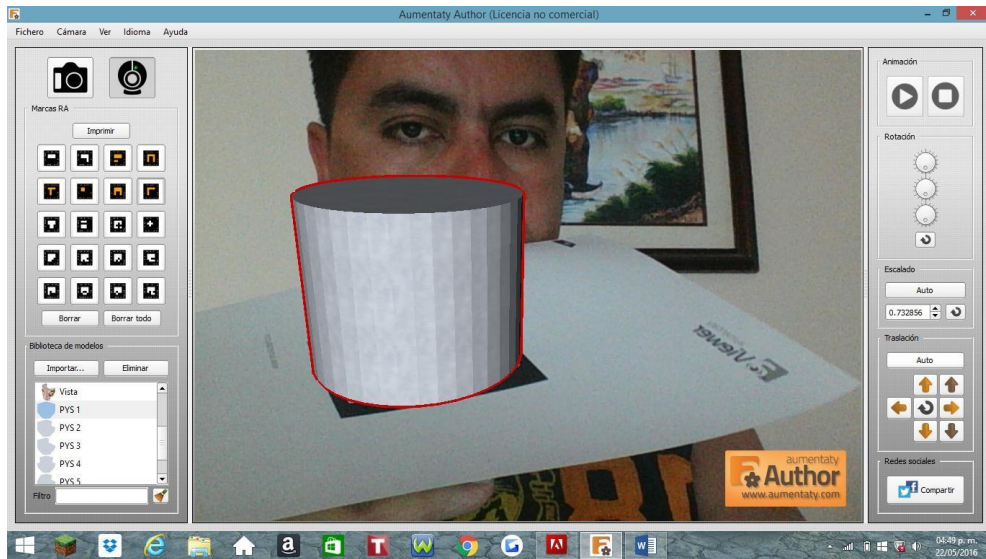 Aumentaty Author (Licencia no comercial)
Fichero Cámara Ver Idioma Ayuda
Marcas RA
Imprimir
Borrar Borrar todo
Biblioteca de modelos
Importar... Eliminar
Vista
PYS 1
PYS 2
PYS 3
PYS 4
PYS 5
Filtro
Viewer
aumentaty
Author
www.aumentaty.com
Animación
Rotación
Escalado
Auto
0.732856
Traslación
Auto
Redes sociales
Compartir
04:49 p. m.
22/05/2016